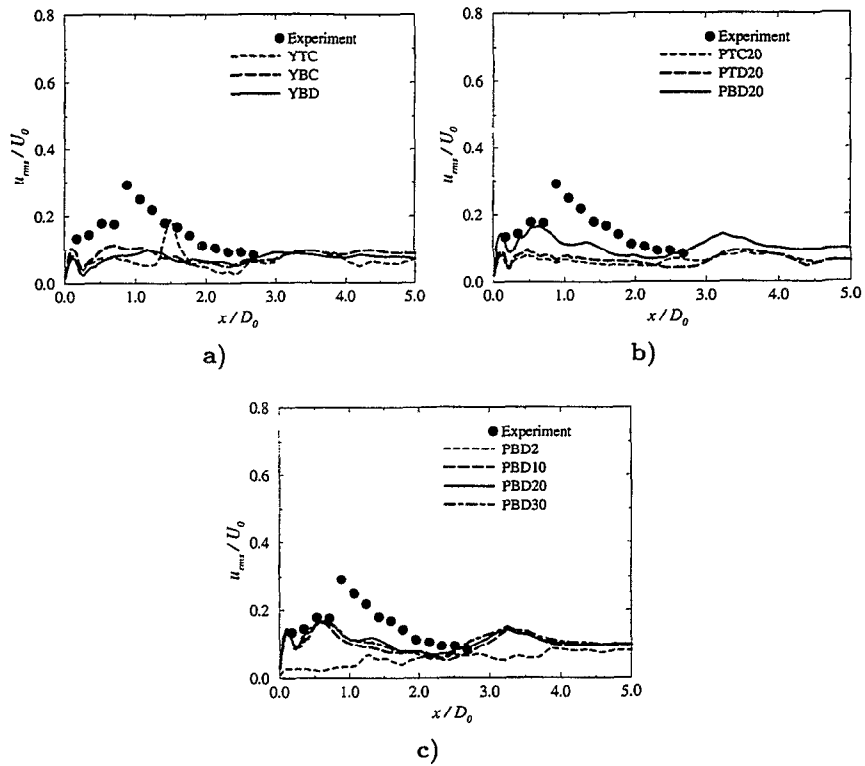 0.8
0.6
0.4
0.2
0.0
u_rms / U_0
0.0 1.0 2.0 3.0 4.0 5.0
x / D_0
Experiment
YTC
YBC
YBD
a)
0.8
0.6
0.4
0.2
0.0
u_rms / U_0
0.0 1.0 2.0 3.0 4.0 5.0
x / D_0
Experiment
PTC20
PTD20
PBD20
b)
0.8
0.6
0.4
0.2
0.0
u_rms / U_0
0.0 1.0 2.0 3.0 4.0 5.0
x / D_0
Experiment
PBD2
PBD10
PBD20
PBD30
c)